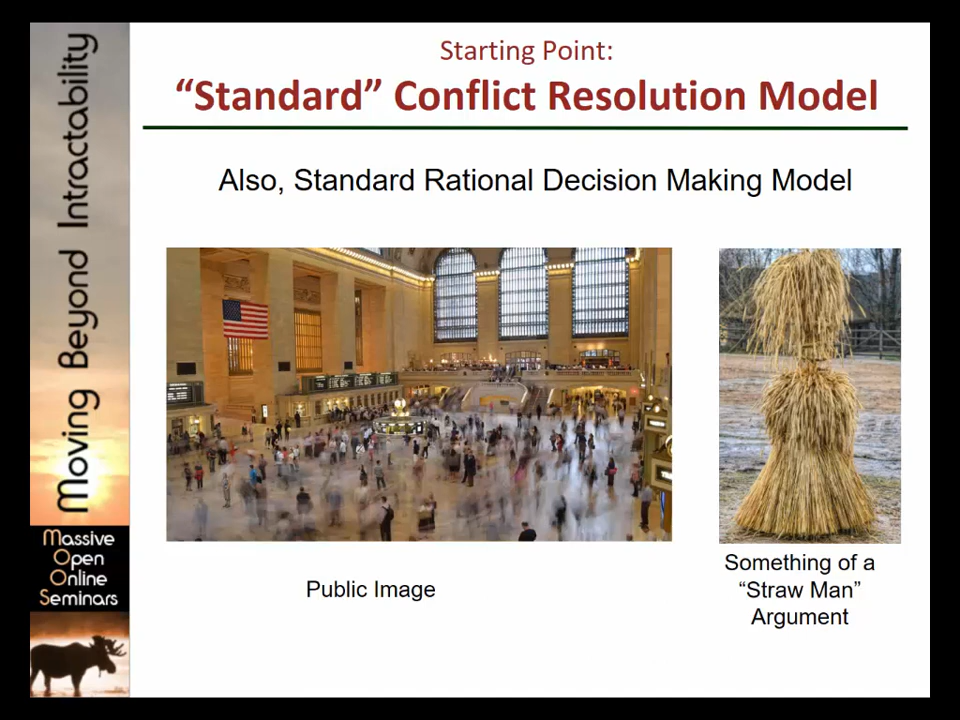 Starting Point:
“Standard” Conflict Resolution Model
Also, Standard Rational Decision Making Model
Public Image
Something of a
“Straw Man”
Argument
Moving Beyond Intractability
Massive
Open
Online
Seminars